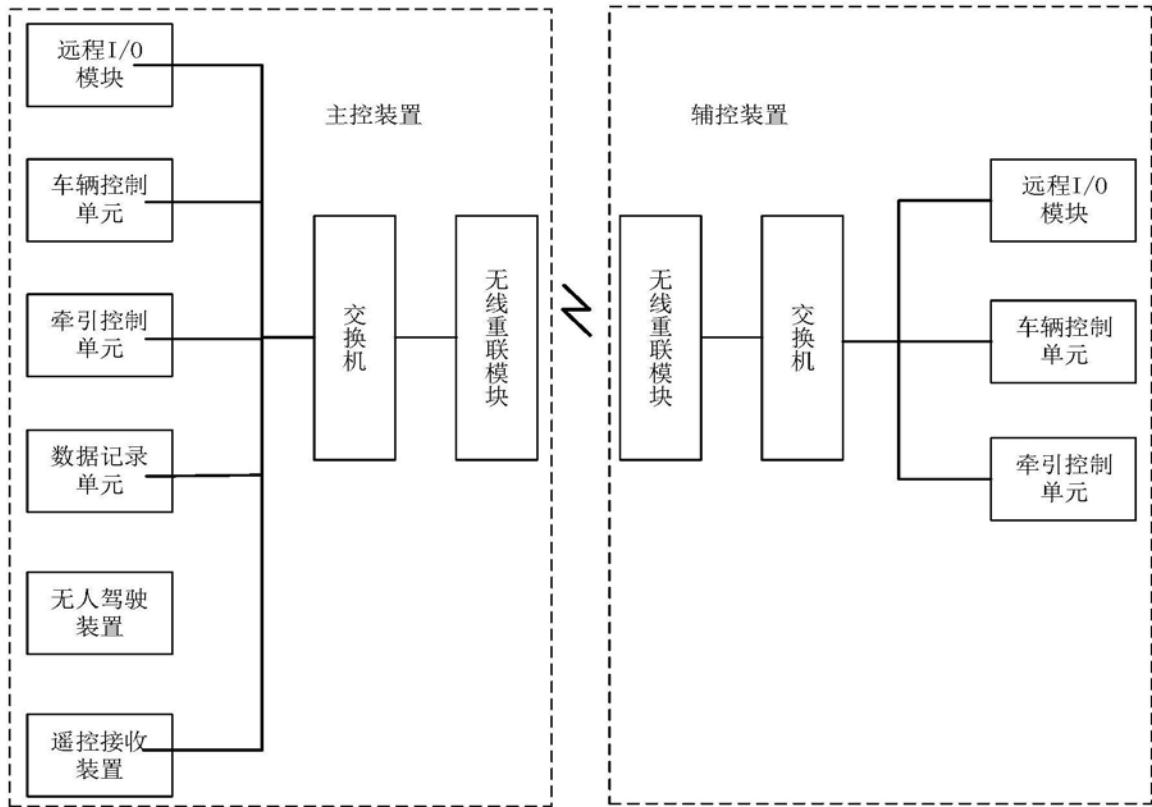 远程I/O
模块
车辆控制
单元
牵引控制
单元
数据记录
单元
无人驾驶
装置
遥控接收
装置
主控装置
交换机
无线重联模块
辅控装置
无线重联模块
交换机
远程I/O
模块
车辆控制
单元
牵引控制
单元